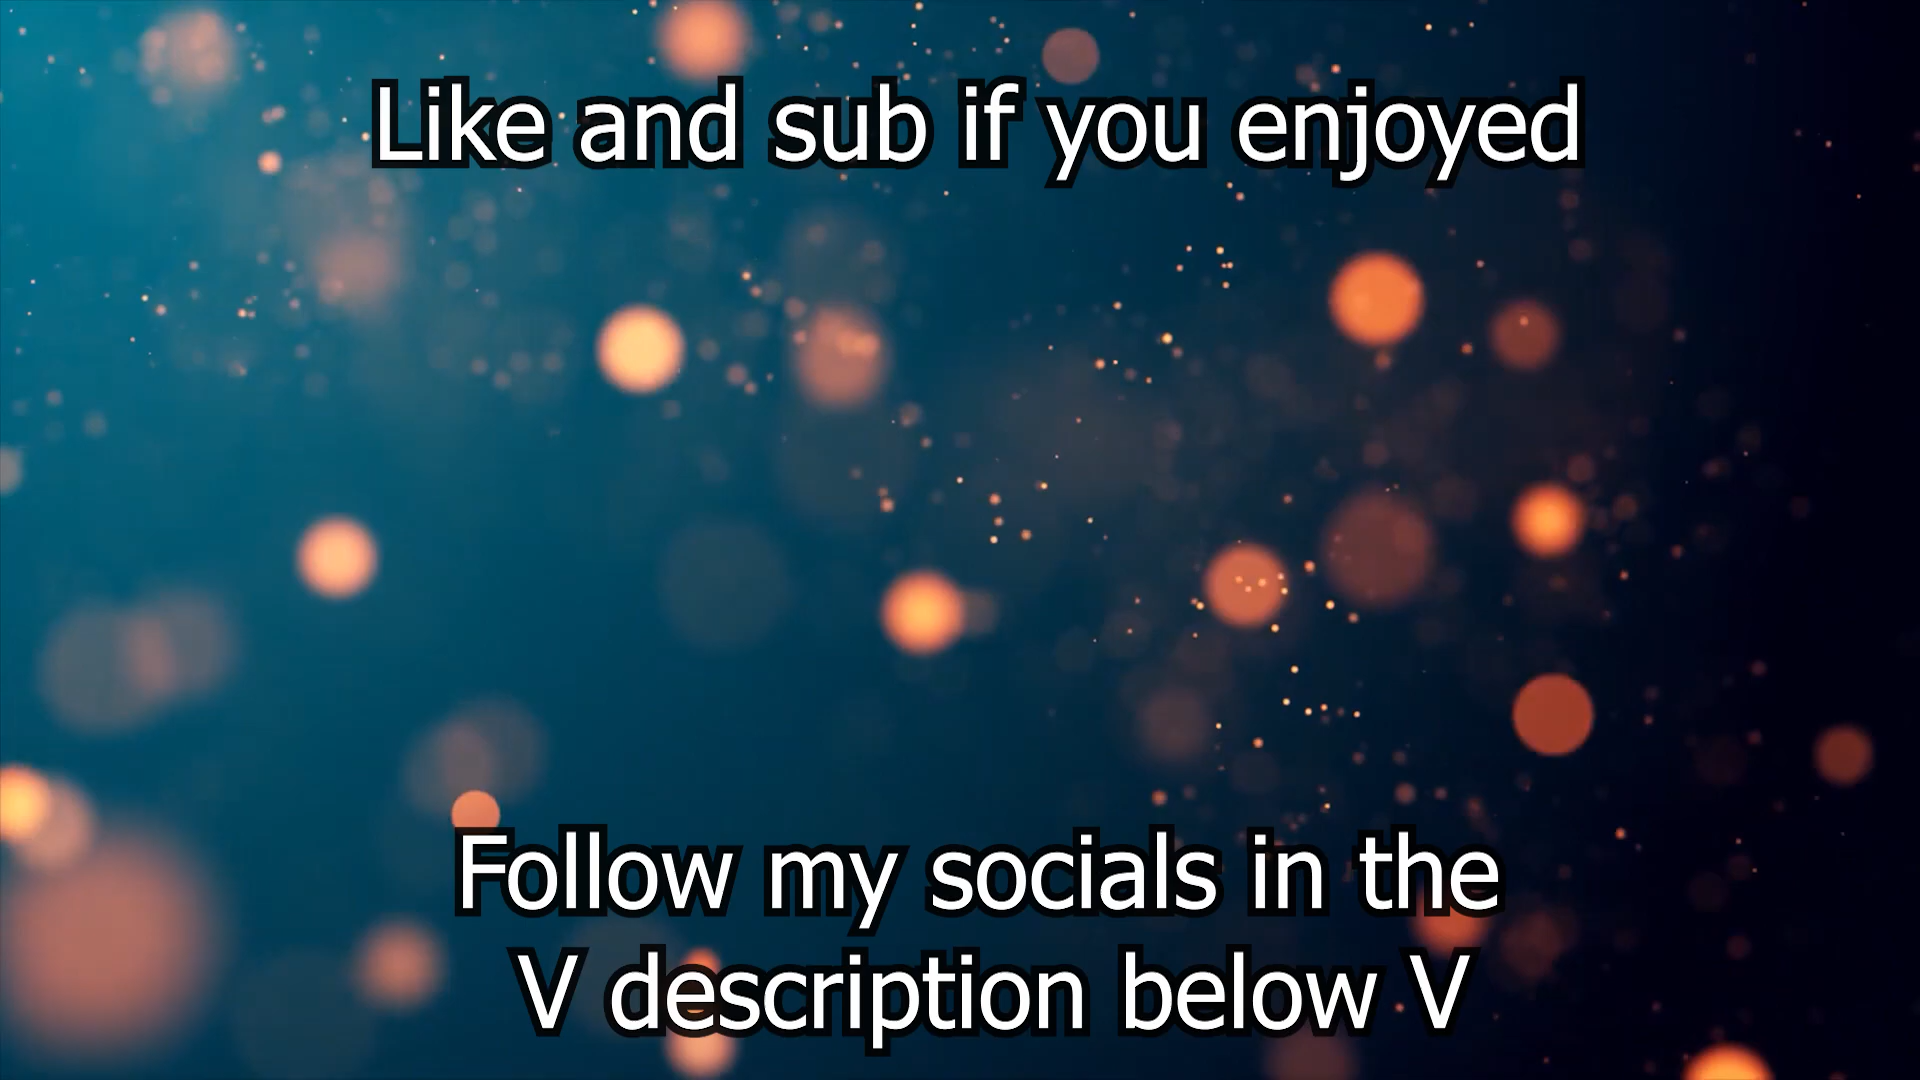 Like and sub if you enjoyed
Follow my socials in the
V description below V